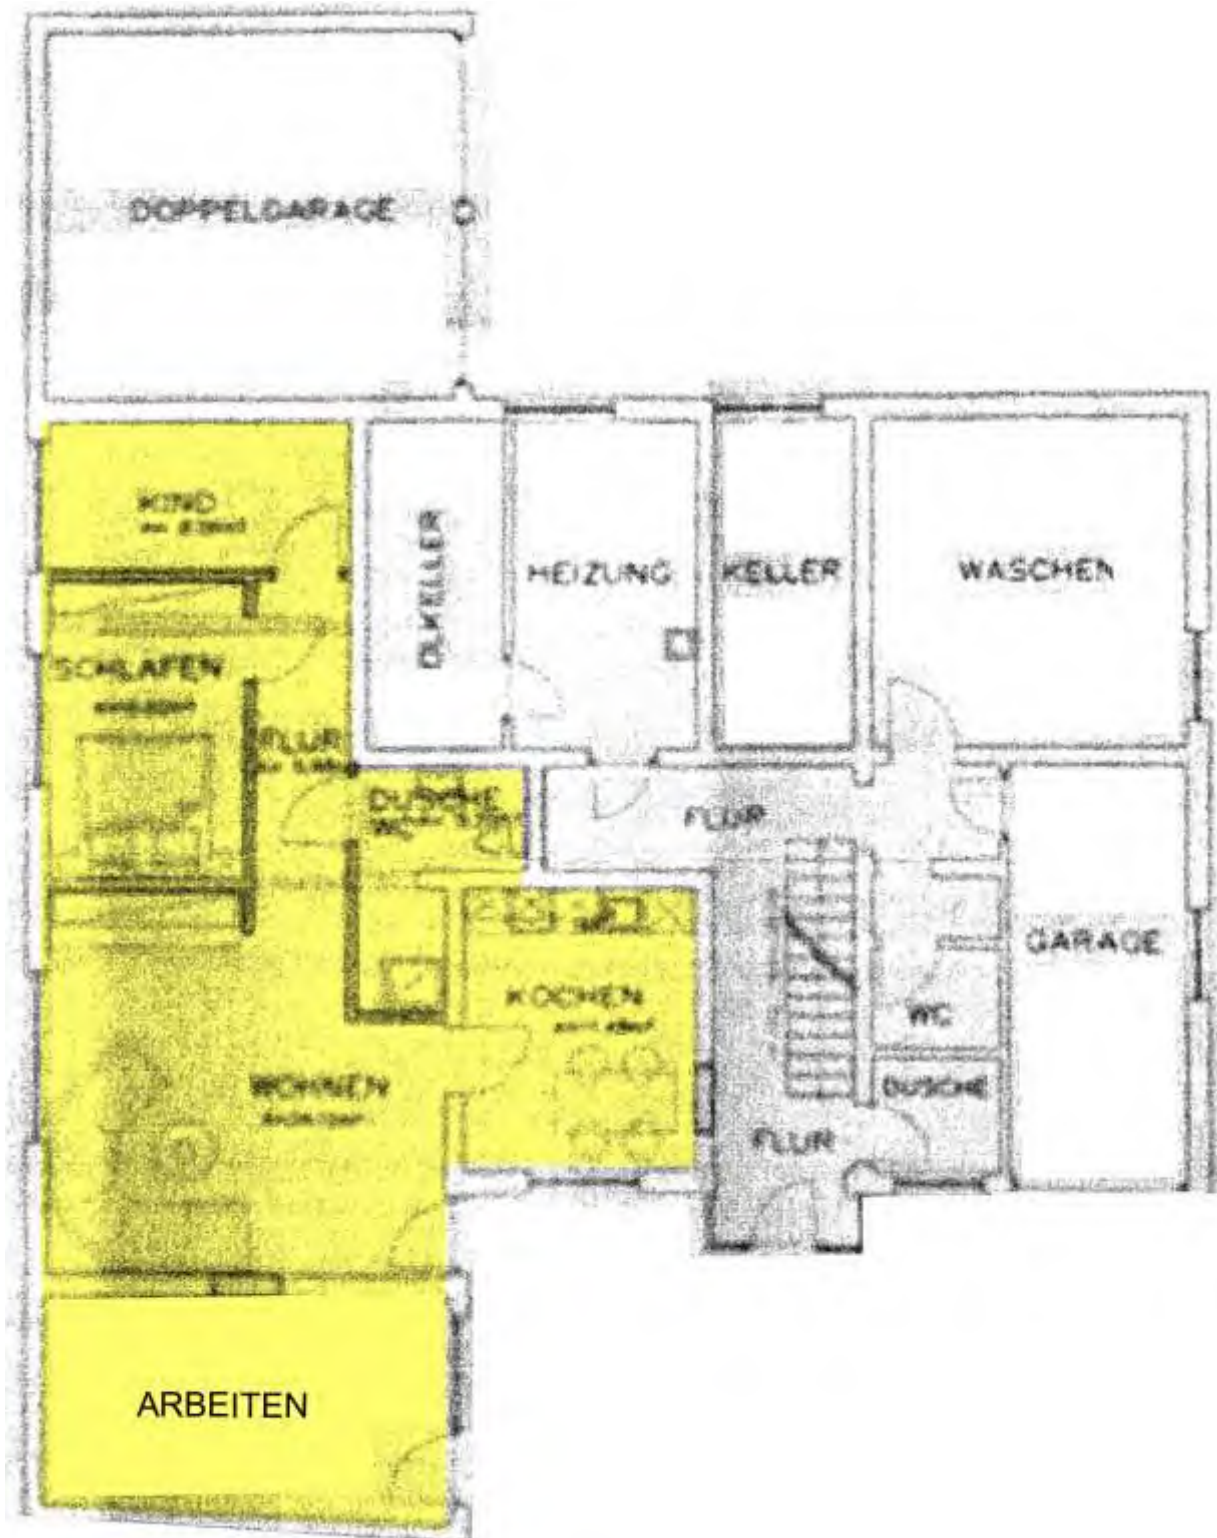 DOPPELGARAGE
KIND
ÖLKELLER
HEIZUNG
KELLER
WASCHEN
SCHLAFEN
FLUR
DUSCHE
WC
FLUR
KOCHEN
GARAGE
WC
WOHNEN
DUSCHE
FLUR
ARBEITEN